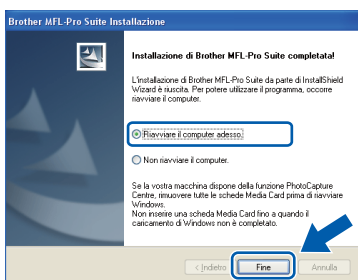 Brother MFL-Pro Suite Installazione
Installazione di Brother MFL-Pro Suite completata!
L'installazione di Brother MFL-Pro Suite da parte di InstallShield
Wizard è riuscita. Per potere utilizzare il programma, occorre
riavviare il computer.
Riavviare il computer adesso.
Non riavviare il computer.
Se la vostra macchina dispone della funzione PhotoCapture
Centre, rimuovere tutte le schede Media Card prima di riavviare
Windows.
Non inserire una scheda Media Card fino a quando il
caricamento di Windows non è completato.
< Indietro
Fine
Annulla